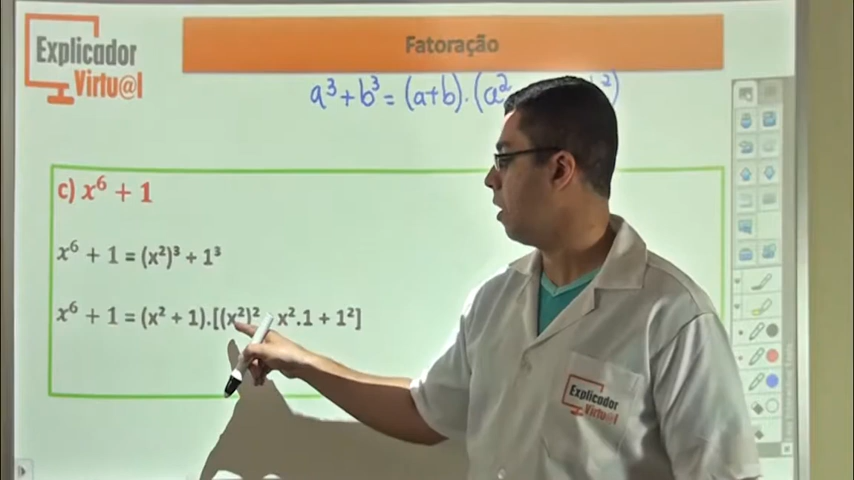 Explicador
Virtu@l
Fatoração
a³+b³=(a+b).(a² b²)
c) x⁶ + 1
x⁶ + 1 = (x²)³ + 1³
x⁶ + 1 = (x² + 1).[(x²)² x².1 + 1²]
Explicador
Virtu@l